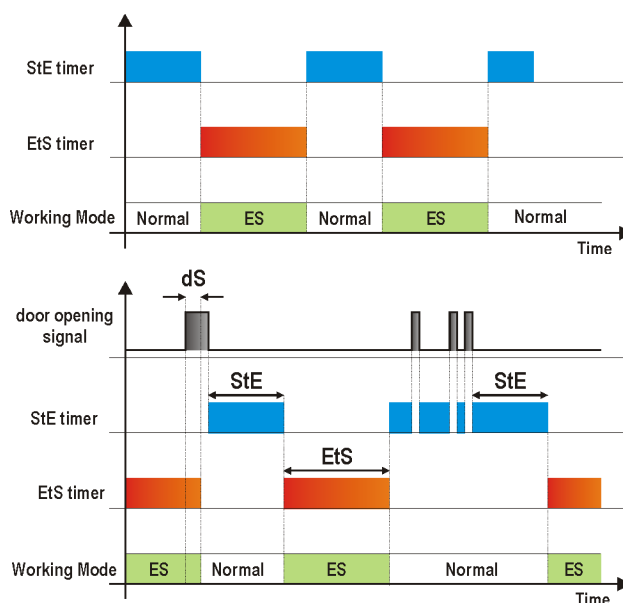 StE timer
EtS timer
Working Mode
Normal ES Normal ES Normal
Time
dS
door opening
signal
StE StE
StE timer
EtS
EtS timer
Working Mode
ES Normal ES Normal ES
Time